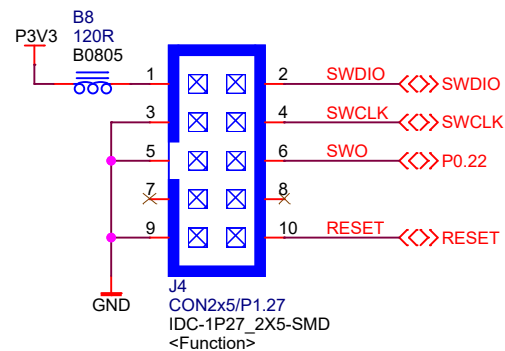 B8
P3V3
120R
B0805
1
2
SWDIO
SWDIO
3
4
SWCLK
SWCLK
5
6
SWO
P0.22
7
8
9
10
RESET
RESET
GND
J4
CON2x5/P1.27
IDC-1P27_2X5-SMD
<Function>